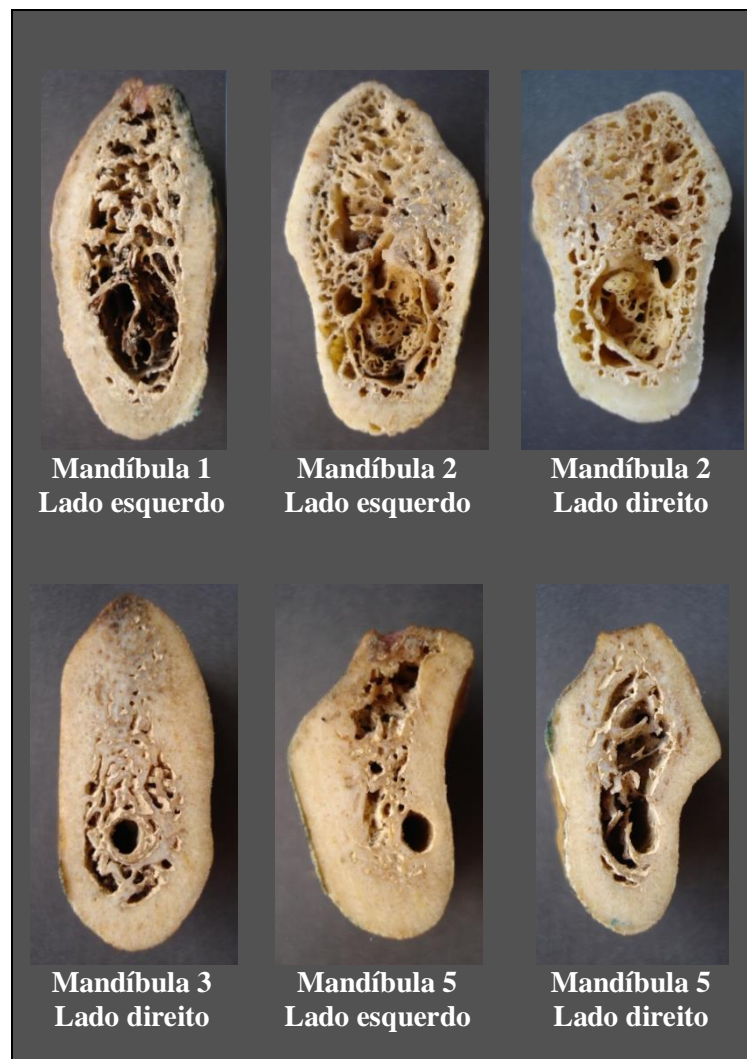 Mandíbula 1
Lado esquerdo
Mandíbula 2
Lado esquerdo
Mandíbula 2
Lado direito
Mandíbula 3
Lado direito
Mandíbula 5
Lado esquerdo
Mandíbula 5
Lado direito